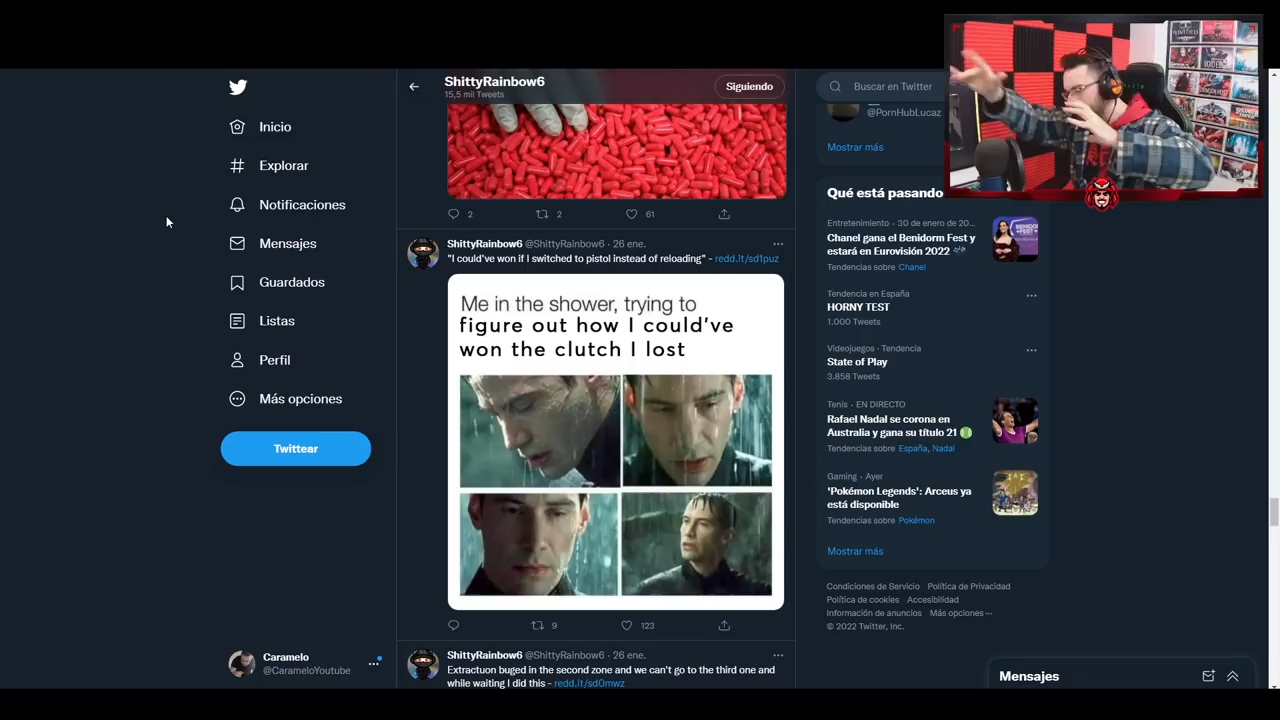 ShittyRainbow6
15,5 mil Tweets
Siguiendo
Buscar en Twitter
@PornHubLucaz
Mostrar más
Inicio
Explorar
Notificaciones
Mensajes
Guardados
Listas
Perfil
Más opciones
Twittear
Caramelo
@CarameloYoutube
2
2
61
ShittyRainbow6 @ShittyRainbow6 · 26 ene.
"I could've won if I switched to pistol instead of reloading" - redd.it/sd1puz
Me in the shower, trying to
figure out how I could've
won the clutch I lost
9
123
ShittyRainbow6 @ShittyRainbow6 · 26 ene.
Extractuon buged in the second zone and we can't go to the third one and
while waiting I did this - redd.it/sd0mwz
Qué está pasando
Entretenimiento · 30 de enero de 20...
Chanel gana el Benidorm Fest y
estará en Eurovisión 2022
Tendencias sobre Chanel
Tendencia en España
HORNY TEST
1.000 Tweets
Videojuegos · Tendencia
State of Play
3.858 Tweets
Tenis · EN DIRECTO
Rafael Nadal se corona en
Australia y gana su título 21
Tendencias sobre España, Nadal
Gaming · Ayer
'Pokémon Legends': Arceus ya
está disponible
Tendencias sobre Pokémon
Mostrar más
Condiciones de Servicio Política de Privacidad
Política de cookies Accesibilidad
Información de anuncios Más opciones ···
© 2022 Twitter, Inc.
Mensajes